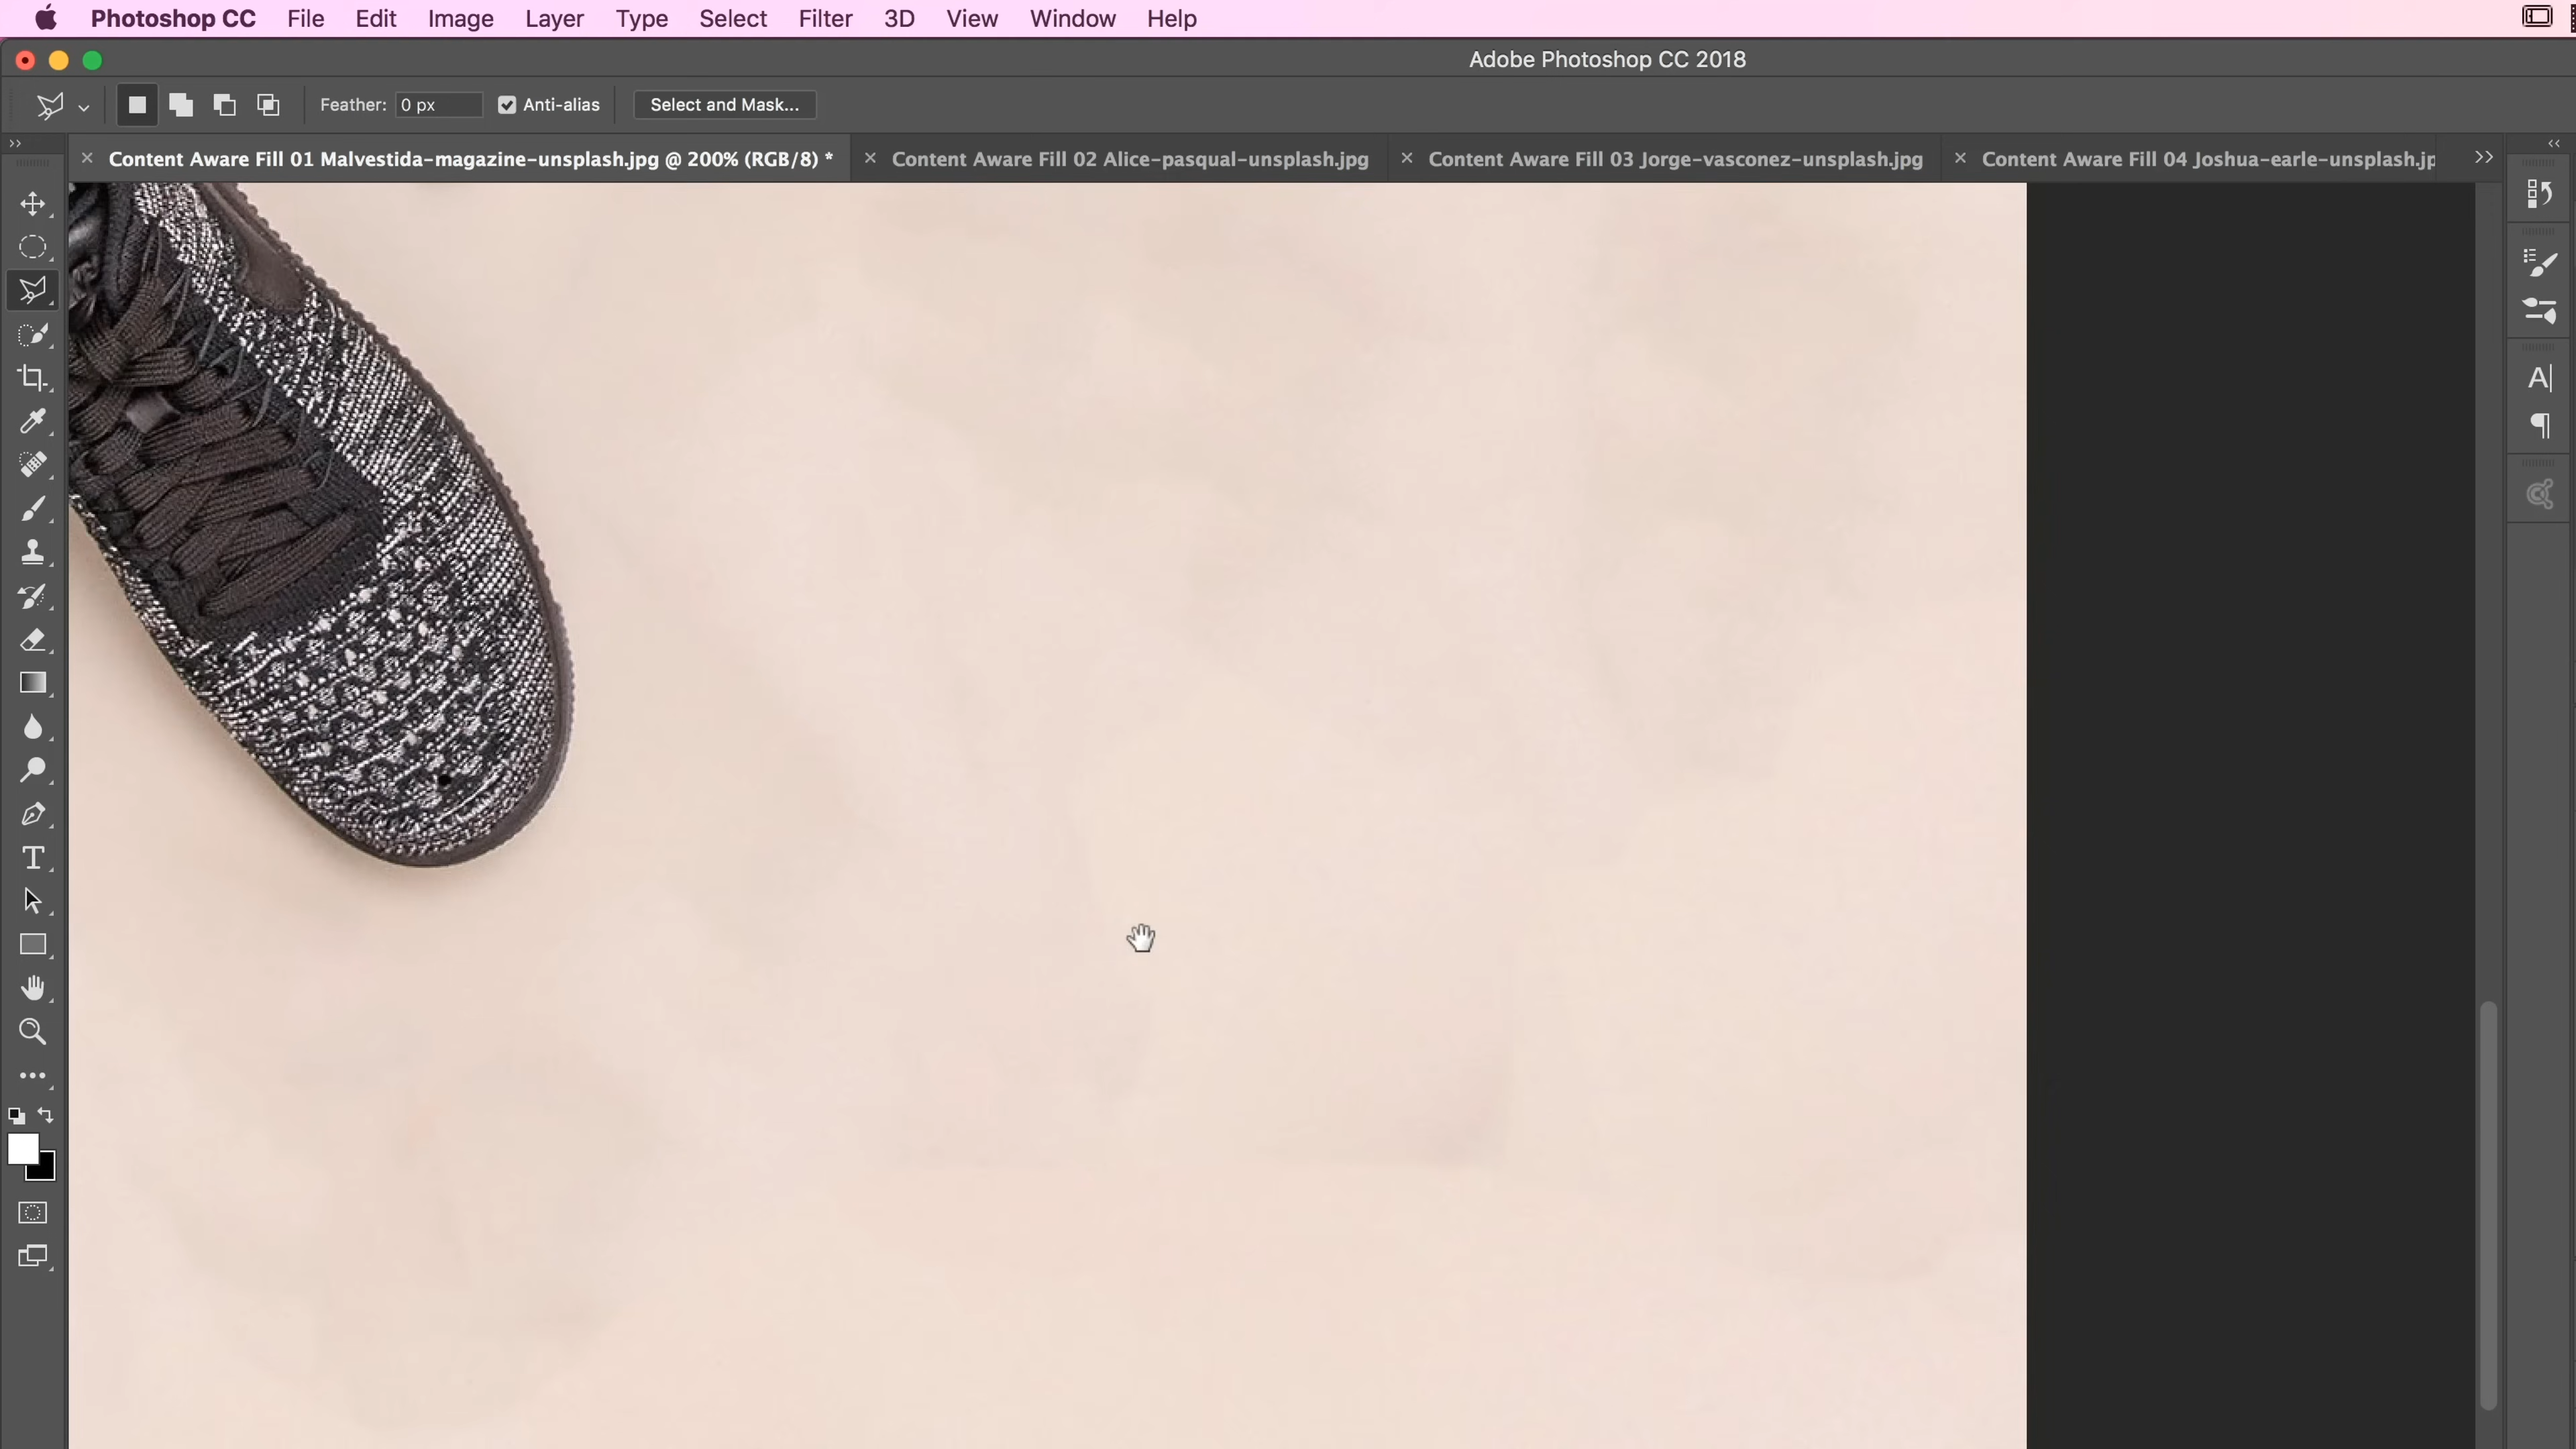 Photoshop CC File Edit Image Layer Type Select Filter 3D View Window Help
Adobe Photoshop CC 2018
Feather: 0 px Anti-alias Select and Mask...
Content Aware Fill 01 Malvestida-magazine-unsplash.jpg @ 200% (RGB/8) * Content Aware Fill 02 Alice-pasqual-unsplash.jpg Content Aware Fill 03 Jorge-vasconez-unsplash.jpg Content Aware Fill 04 Joshua-earle-unsplash.jp